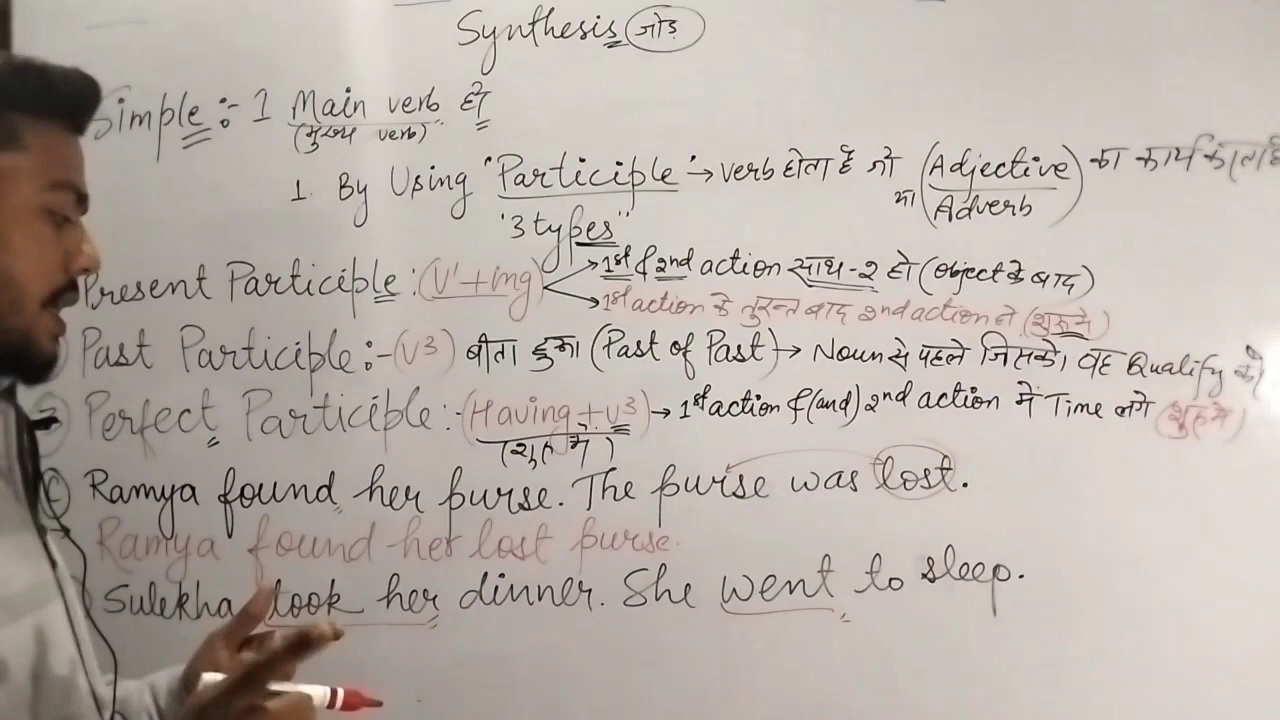 Synthesis (जोड़)
Simple :- 1 Main verb हो
(मुख्य verb)
1. By Using "Participle" → verb होता है जो (Adjective) का कार्य करता है
या Adverb
'3 types"
Present Participle : (V¹+ing) → 1st & 2nd action साथ-2 हो (object के बाद)
→ 1st action के तुरन्त बाद 2nd action हो (शुरू में)
Past Participle :- (V³) बीता हुआ (Past of Past) → Noun से पहले जिसको वह Qualify करे
Perfect Participle :- (Having + V³) → 1st action & (and) 2nd action में Time लगे (शुरू में)
(शुरू में)
Ramya found her purse. The purse was lost.
Ramya found her lost purse.
Sulekha took her dinner. She went to sleep.